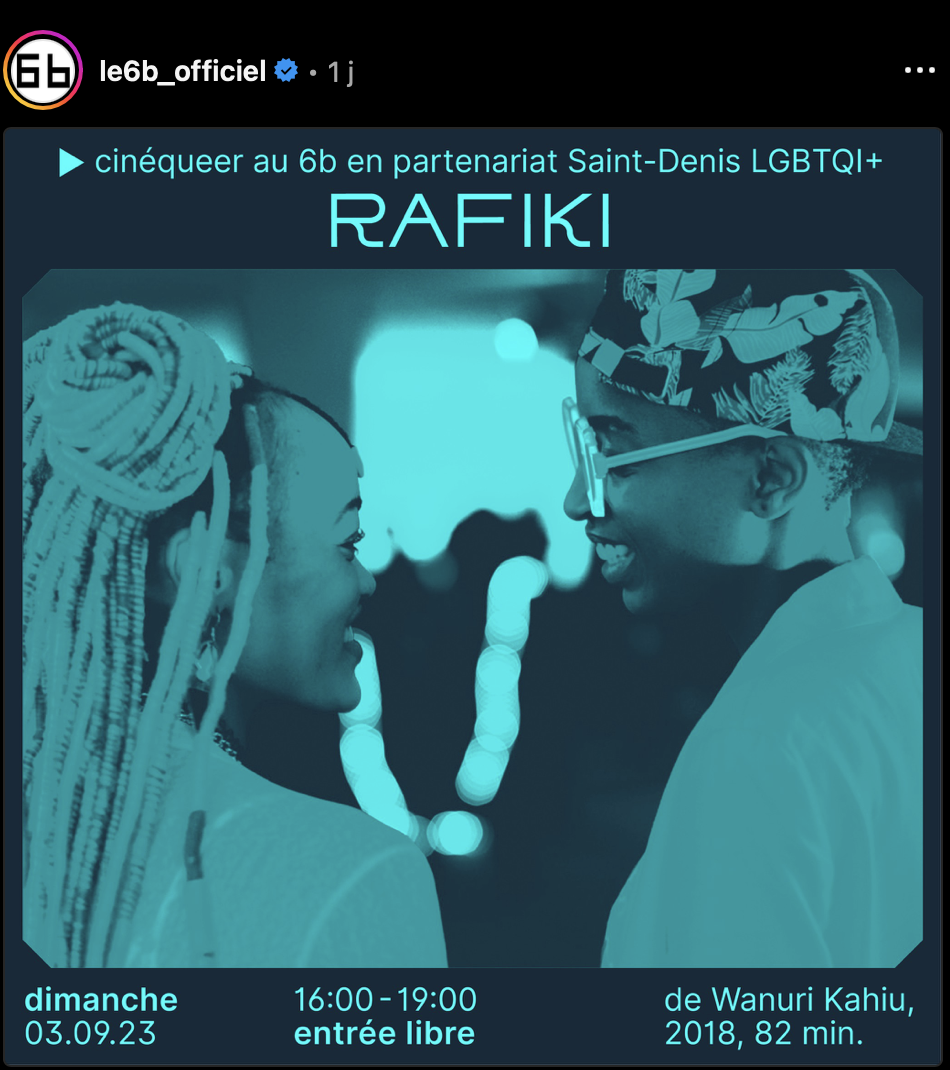 6b
le6b_officiel • 1 j
▶ cinéqueer au 6b en partenariat Saint-Denis LGBTQI+
RAFIKI
dimanche
03.09.23
16:00 - 19:00
entrée libre
de Wanuri Kahiu,
2018, 82 min.